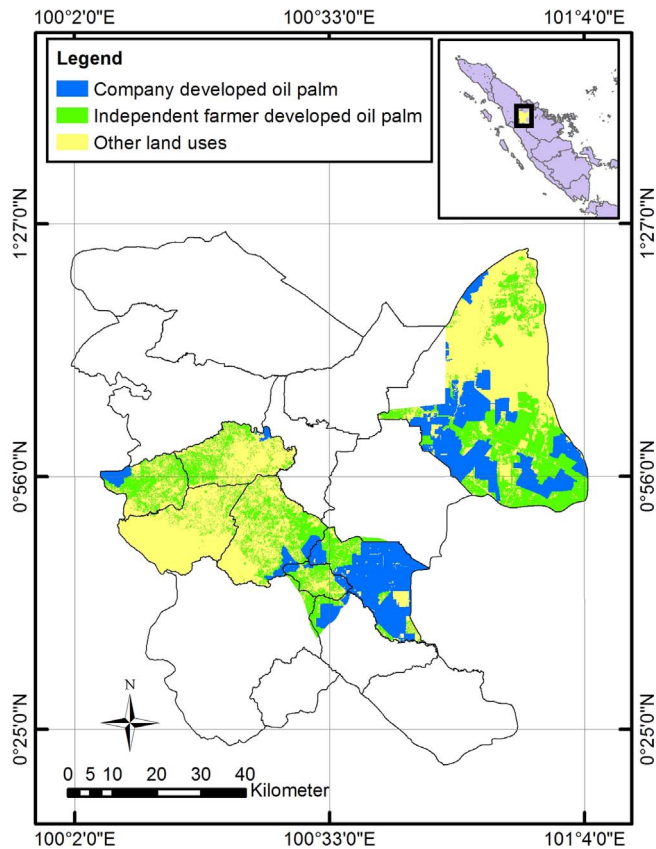 100°2'0"E 100°33'0"E 101°4'0"E
Legend
Company developed oil palm
Independent farmer developed oil palm
Other land uses
1°27'0"N 1°27'0"N
0°56'0"N 0°56'0"N
0°25'0"N 0°25'0"N
N
0 5 10 20 30 40
Kilometer
100°2'0"E 100°33'0"E 101°4'0"E